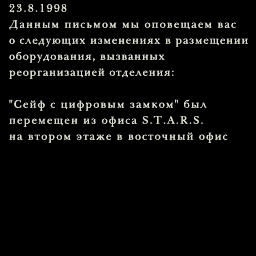 23.8.1998
Данным письмом мы оповещаем вас
о следующих изменениях в размещении
оборудования, вызванных
реорганизацией отделения:
"Сейф с цифровым замком" был
перемещен из офиса S.T.A.R.S.
на втором этаже в восточный офис